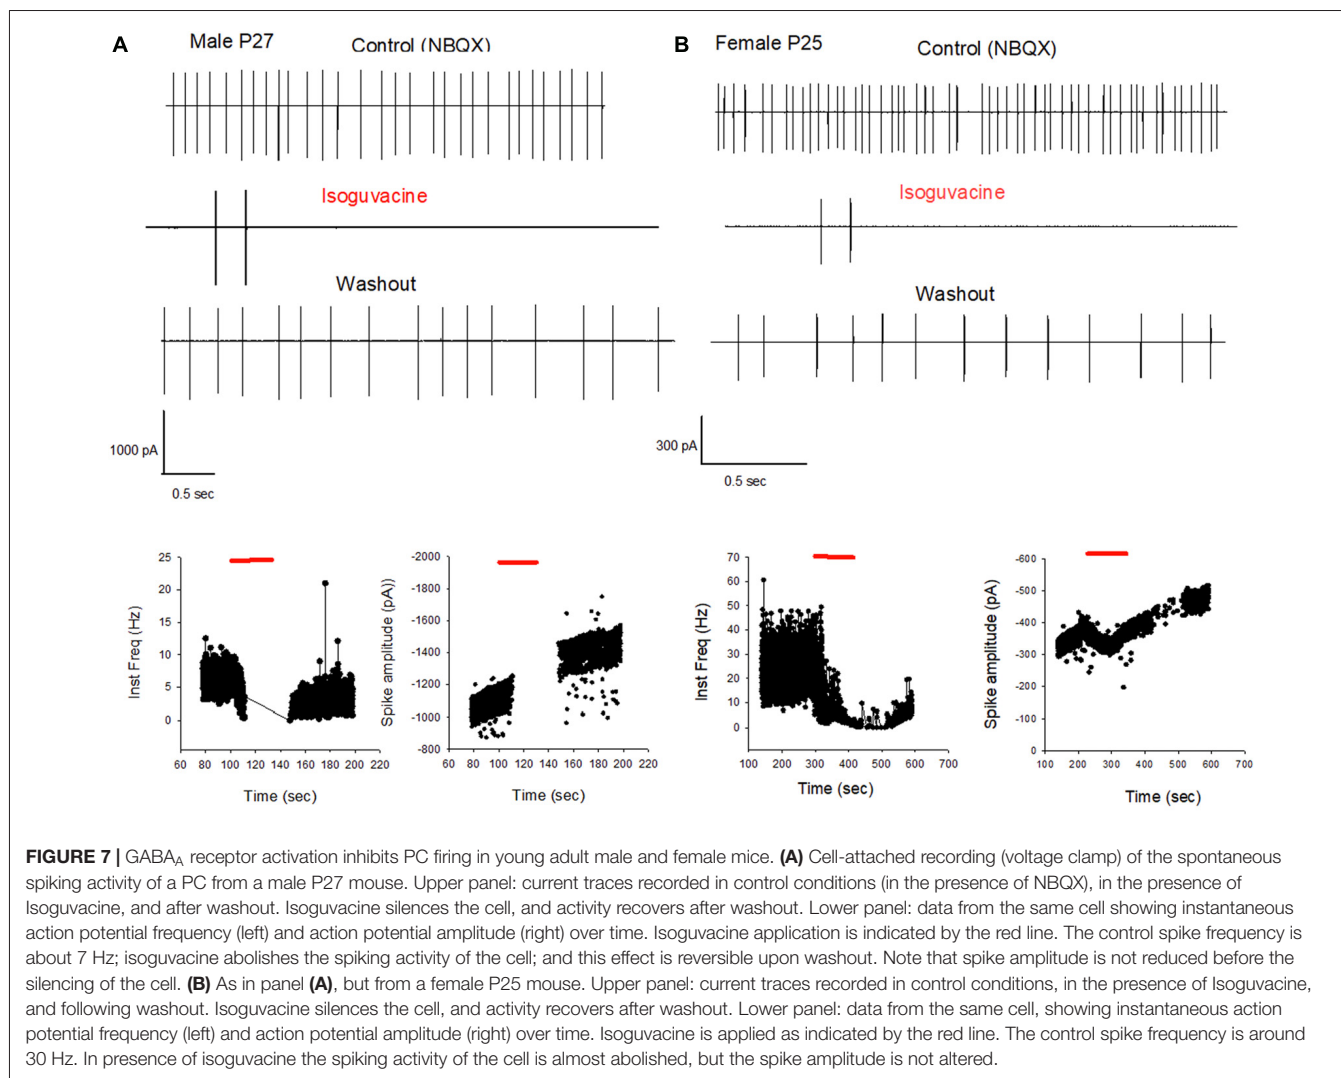 A
Male P27
Control (NBQX)
Isoguvacine
Washout
1000 pA
0.5 sec
B
Female P25
Control (NBQX)
Isoguvacine
Washout
300 pA
0.5 sec
25
20
15
10
5
0
Inst Freq (Hz)
60 80 100 120 140 160 180 200 220
Time (sec)
-2000
-1800
-1600
-1400
-1200
-1000
-800
Spike amplitude (pA))
60 80 100 120 140 160 180 200 220
Time (sec)
70
60
50
40
30
20
10
0
Inst Freq (Hz)
100 200 300 400 500 600 700
Time (sec)
-600
-500
-400
-300
-200
-100
0
Spike amplitude (pA)
100 200 300 400 500 600 700
Time (sec)
FIGURE 7 | GABAA receptor activation inhibits PC firing in young adult male and female mice. (A) Cell-attached recording (voltage clamp) of the spontaneous
spiking activity of a PC from a male P27 mouse. Upper panel: current traces recorded in control conditions (in the presence of NBQX), in the presence of
Isoguvacine, and after washout. Isoguvacine silences the cell, and activity recovers after washout. Lower panel: data from the same cell showing instantaneous
action potential frequency (left) and action potential amplitude (right) over time. Isoguvacine application is indicated by the red line. The control spike frequency is
about 7 Hz; isoguvacine abolishes the spiking activity of the cell; and this effect is reversible upon washout. Note that spike amplitude is not reduced before the
silencing of the cell. (B) As in panel (A), but from a female P25 mouse. Upper panel: current traces recorded in control conditions, in the presence of Isoguvacine,
and following washout. Isoguvacine silences the cell, and activity recovers after washout. Lower panel: data from the same cell, showing instantaneous action
potential frequency (left) and action potential amplitude (right) over time. Isoguvacine is applied as indicated by the red line. The control spike frequency is around
30 Hz. In presence of isoguvacine the spiking activity of the cell is almost abolished, but the spike amplitude is not altered.